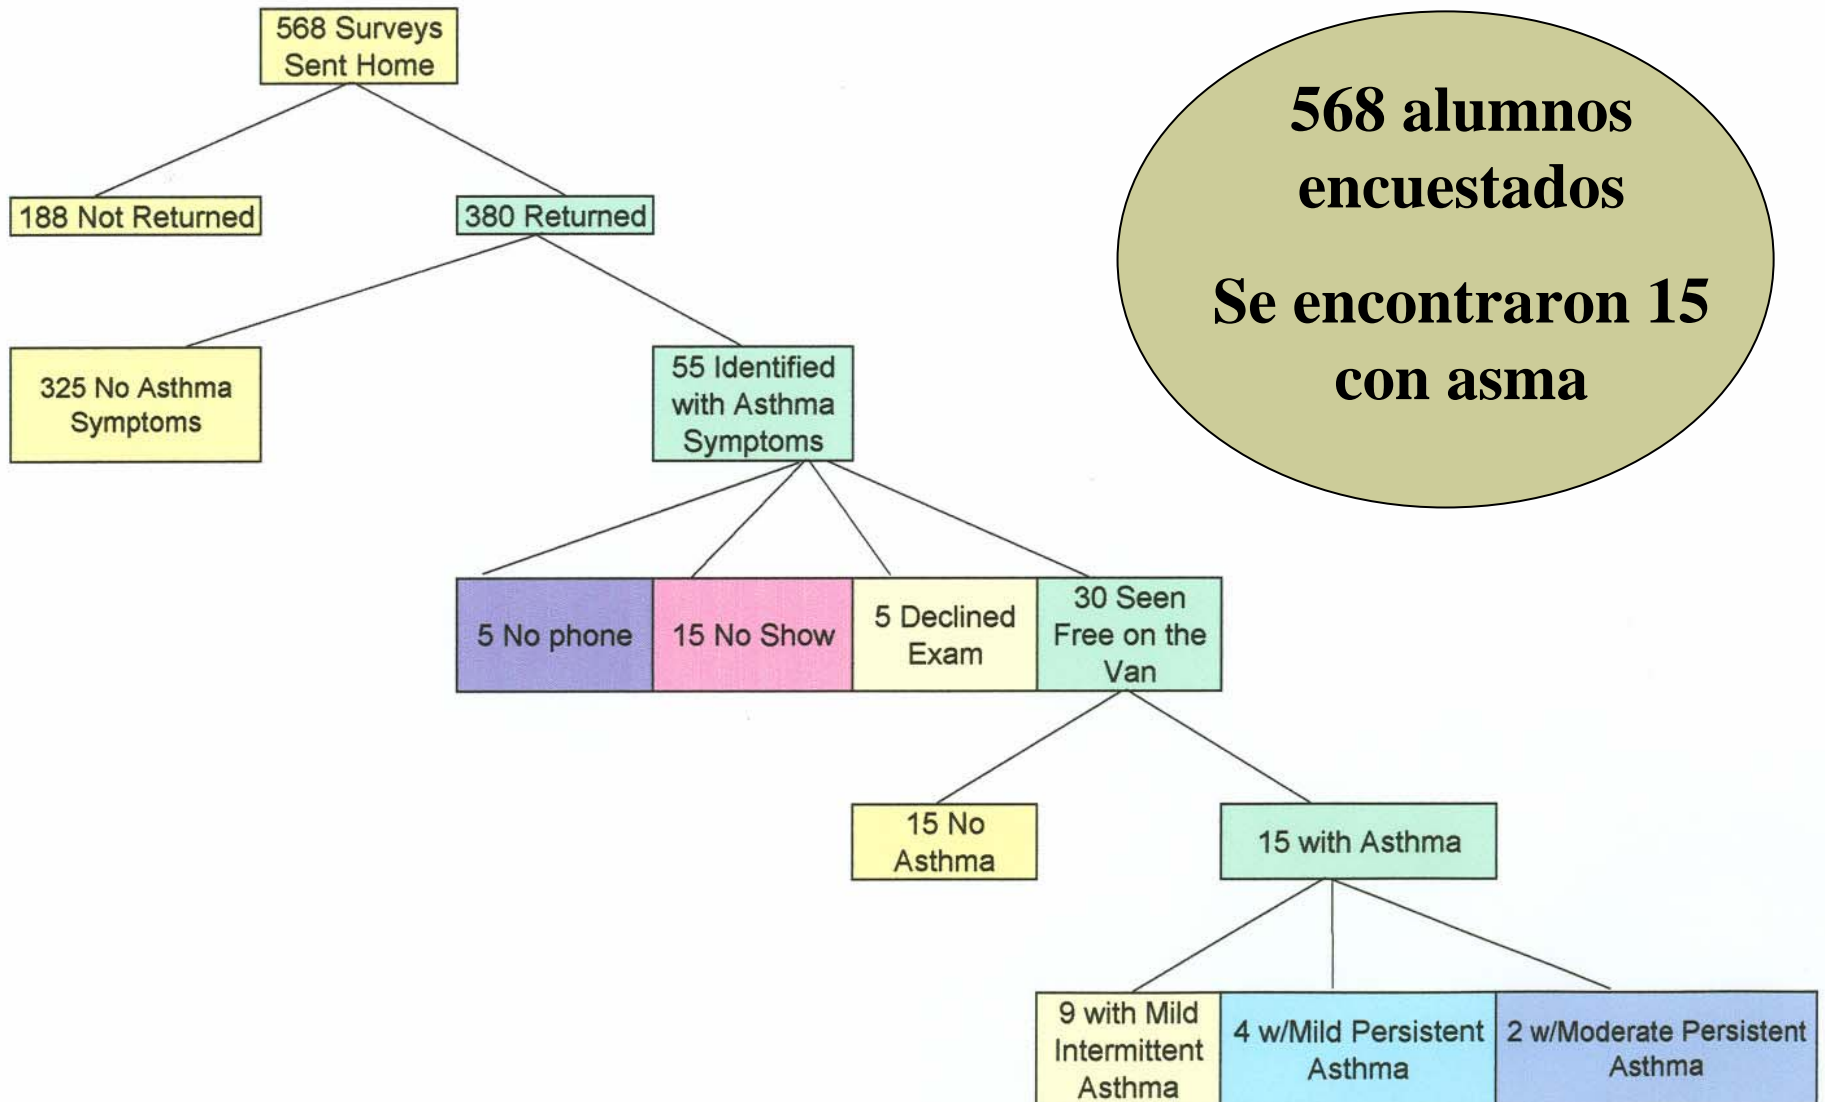 568 Surveys
Sent Home
568 alumnos
encuestados
Se encontraron 15
con asma
188 Not Returned
380 Returned
325 No Asthma
Symptoms
55 Identified
with Asthma
Symptoms
5 No phone
15 No Show
5 Declined
Exam
30 Seen
Free on the
Van
15 No
Asthma
15 with Asthma
9 with Mild
Intermittent
Asthma
4 w/Mild Persistent
Asthma
2 w/Moderate Persistent
Asthma